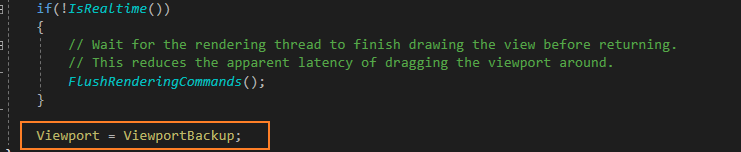 if(!IsRealtime())
{
// Wait for the rendering thread to finish drawing the view before returning.
// This reduces the apparent latency of dragging the viewport around.
FlushRenderingCommands();
}
Viewport = ViewportBackup;